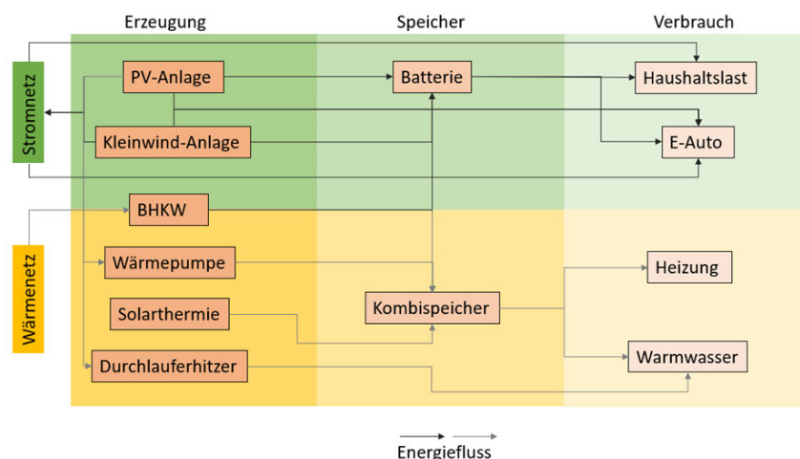 Erzeugung
Speicher
Verbrauch
Stromnetz
PV-Anlage
Batterie
Haushaltslast
Kleinwind-Anlage
E-Auto
BHKW
Wärmenetz
Wärmepumpe
Heizung
Solarthermie
Kombispeicher
Durchlauferhitzer
Warmwasser
Energiefluss